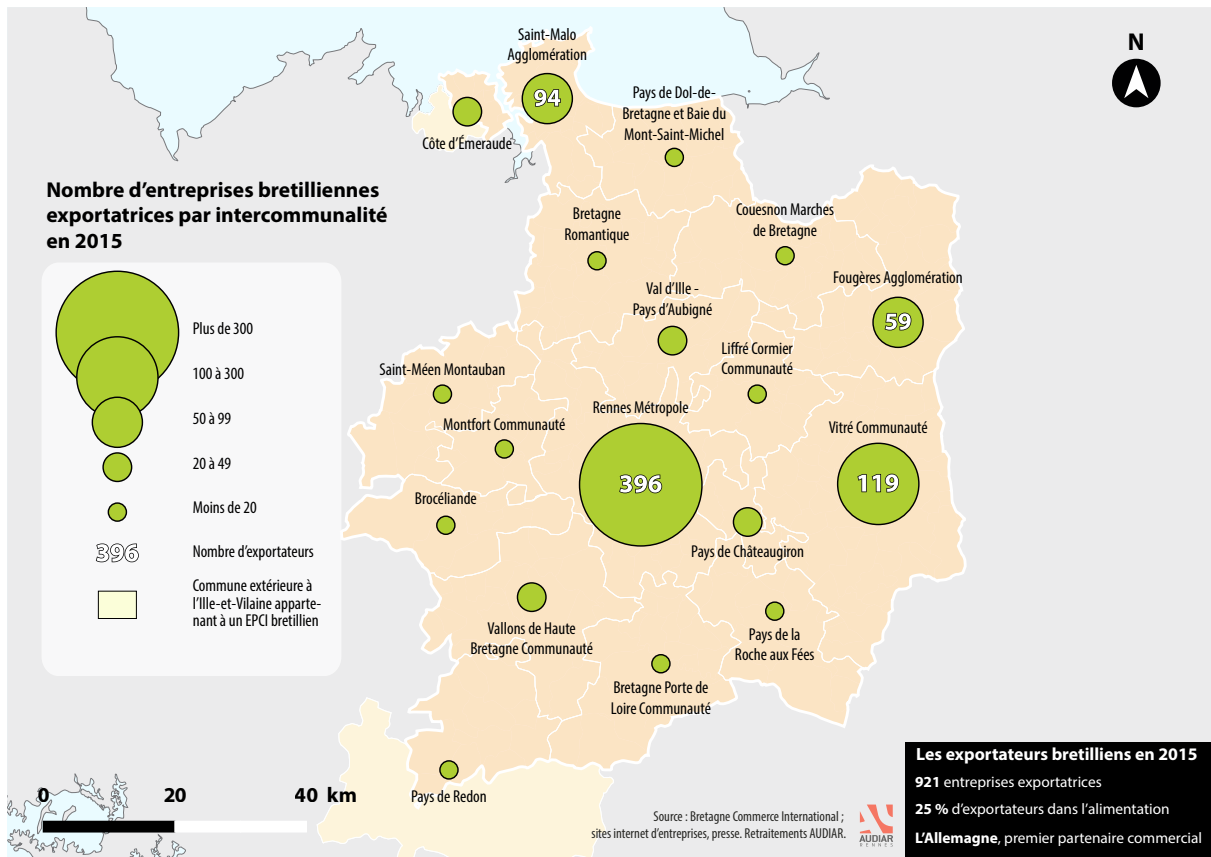 Saint-Malo
Agglomération
94
Pays de Dol-de-
Bretagne et Baie du
Mont-Saint-Michel
Côte d'Émeraude
N
Nombre d'entreprises bretilliennes
exportatrices par intercommunalité
en 2015
Plus de 300
100 à 300
50 à 99
20 à 49
Moins de 20
396
Nombre d'exportateurs
Commune extérieure à
l'Ille-et-Vilaine apparte-
nant à un EPCI bretillien
Bretagne
Romantique
Couesnon Marches
de Bretagne
Fougères Agglomération
59
Val d'Ille -
Pays d'Aubigné
Liffré Cormier
Communauté
Saint-Méen Montauban
Montfort Communauté
Rennes Métropole
396
Vitré Communauté
119
Brocéliande
Pays de Châteaugiron
Vallons de Haute
Bretagne Communauté
Pays de la
Roche aux Fées
Bretagne Porte de
Loire Communauté
Pays de Redon
0 20 40 km
Source : Bretagne Commerce International ;
sites internet d'entreprises, presse. Retraitements AUDIAR.
AUDIAR
RENNES
Les exportateurs bretilliens en 2015
921 entreprises exportatrices
25 % d'exportateurs dans l'alimentation
L'Allemagne, premier partenaire commercial